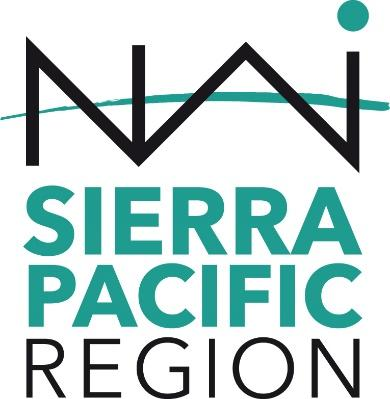 NAI
SIERRA
PACIFIC
REGION